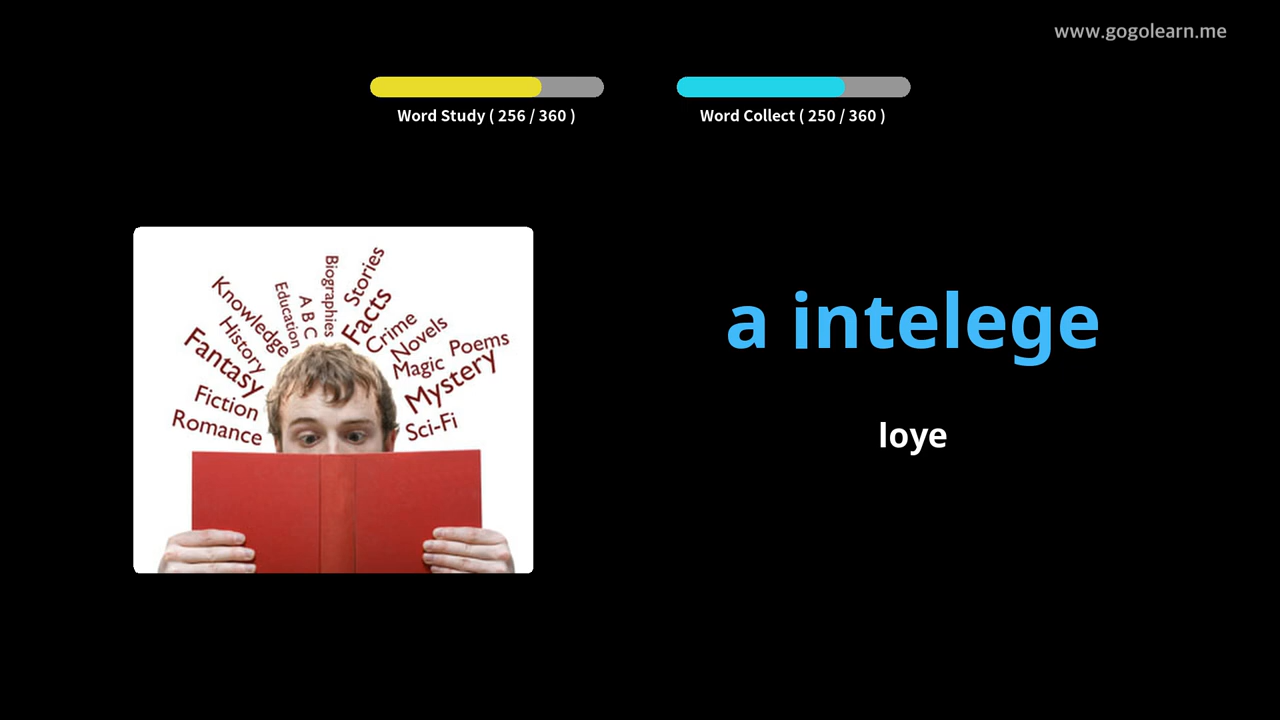 www.gogolearn.me
Word Study ( 256 / 360 )
Word Collect ( 250 / 360 )
a intelege
loye
Knowledge
History
Fantasy
Fiction
Romance
Education
A B C
Biographies
Stories
Facts
Crime
Novels
Magic
Poems
Mystery
Sci-Fi